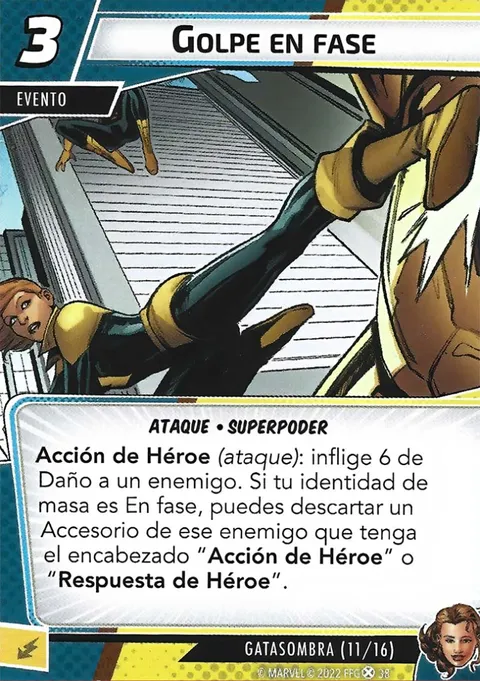 3
GOLPE EN FASE
EVENTO
ATAQUE • SUPERPODER
Acción de Héroe (ataque): inflige 6 de
Daño a un enemigo. Si tu identidad de
masa es En fase, puedes descartar un
Accesorio de ese enemigo que tenga
el encabezado “Acción de Héroe” o
“Respuesta de Héroe”.
GATASOMBRA (11/16)
© MARVEL © 2022 FFG 38